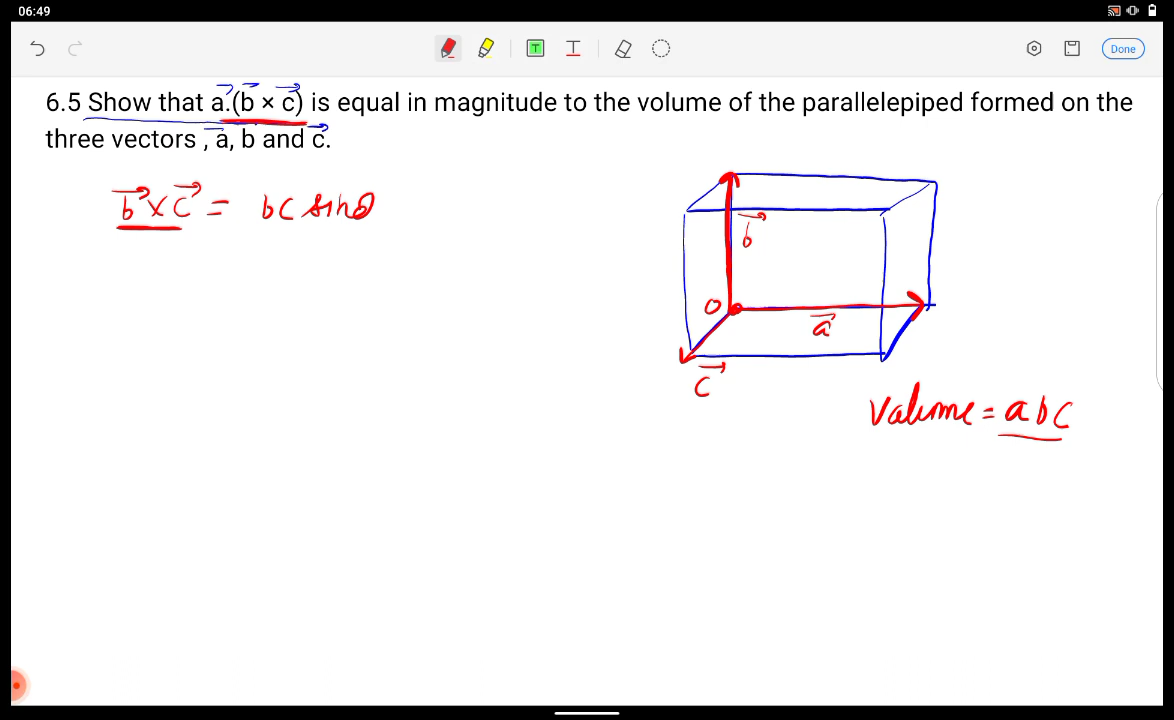 06:49
Done
6.5 Show that a⃗.(b⃗ × c⃗) is equal in magnitude to the volume of the parallelepiped formed on the
three vectors , a⃗, b and c⃗.
b⃗ × c⃗ = bc sinθ
b⃗
O
a⃗
c⃗
Volume = abc